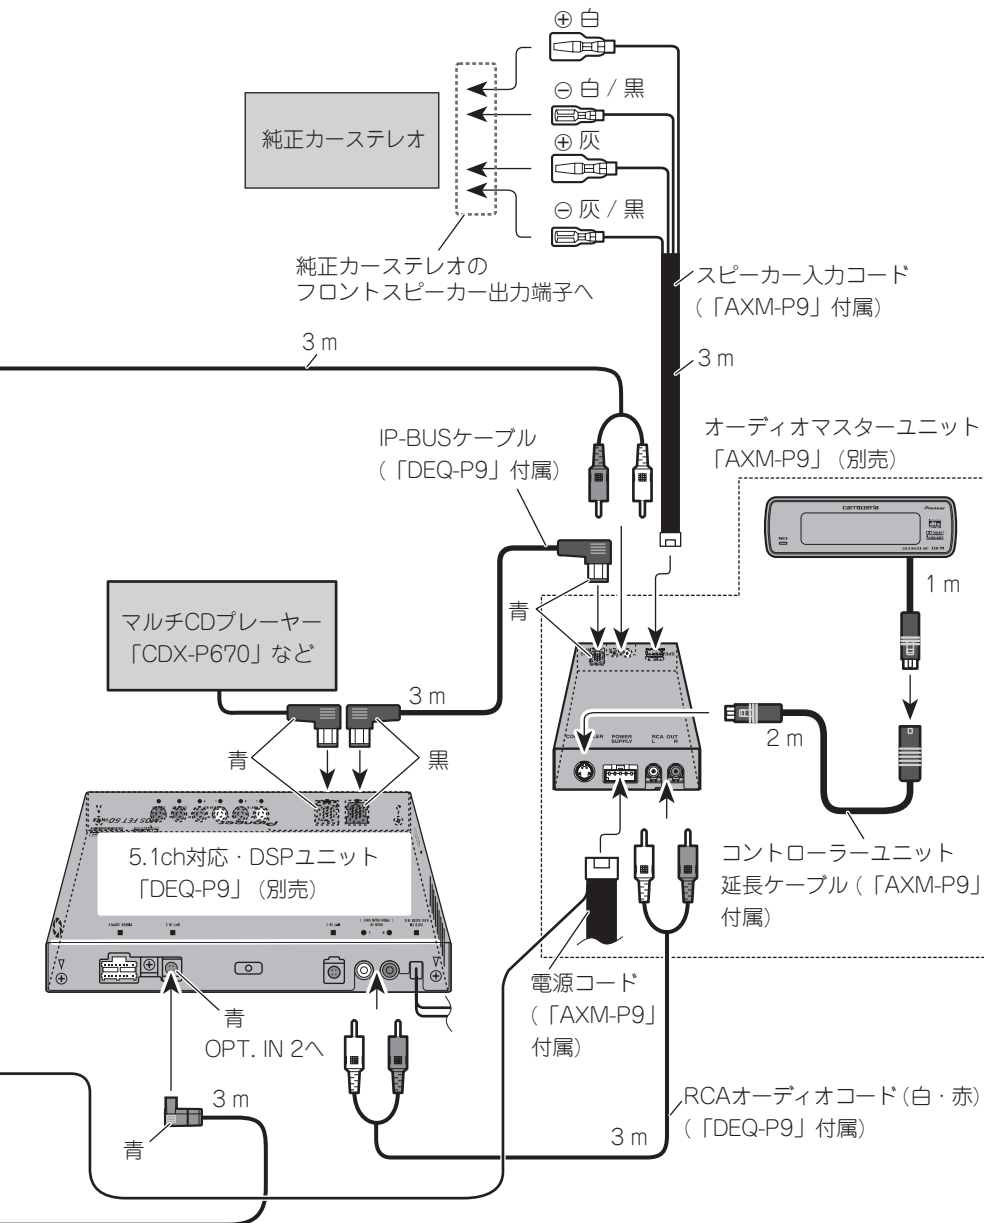 ⊕ 白
⊖ 白 / 黒
純正カーステレオ
⊕ 灰
⊖ 灰 / 黒
純正カーステレオの
フロントスピーカー出力端子へ
スピーカー入力コード
(「AXM-P9」付属)
3 m
3 m
IP-BUSケーブル
(「DEQ-P9」付属)
オーディオマスターユニット
「AXM-P9」(別売)
carrozzeria
Pioneer
1 m
青
マルチCDプレーヤー
「CDX-P670」など
3 m
2 m
POWER
SUPPLY
RCA OUT
L R
青
黒
5.1ch対応・DSPユニット
「DEQ-P9」(別売)
コントローラーユニット
延長ケーブル(「AXM-P9」
付属)
電源コード
(「AXM-P9」
付属)
青
OPT. IN 2へ
3 m
青
RCAオーディオコード(白・赤)
(「DEQ-P9」付属)
3 m